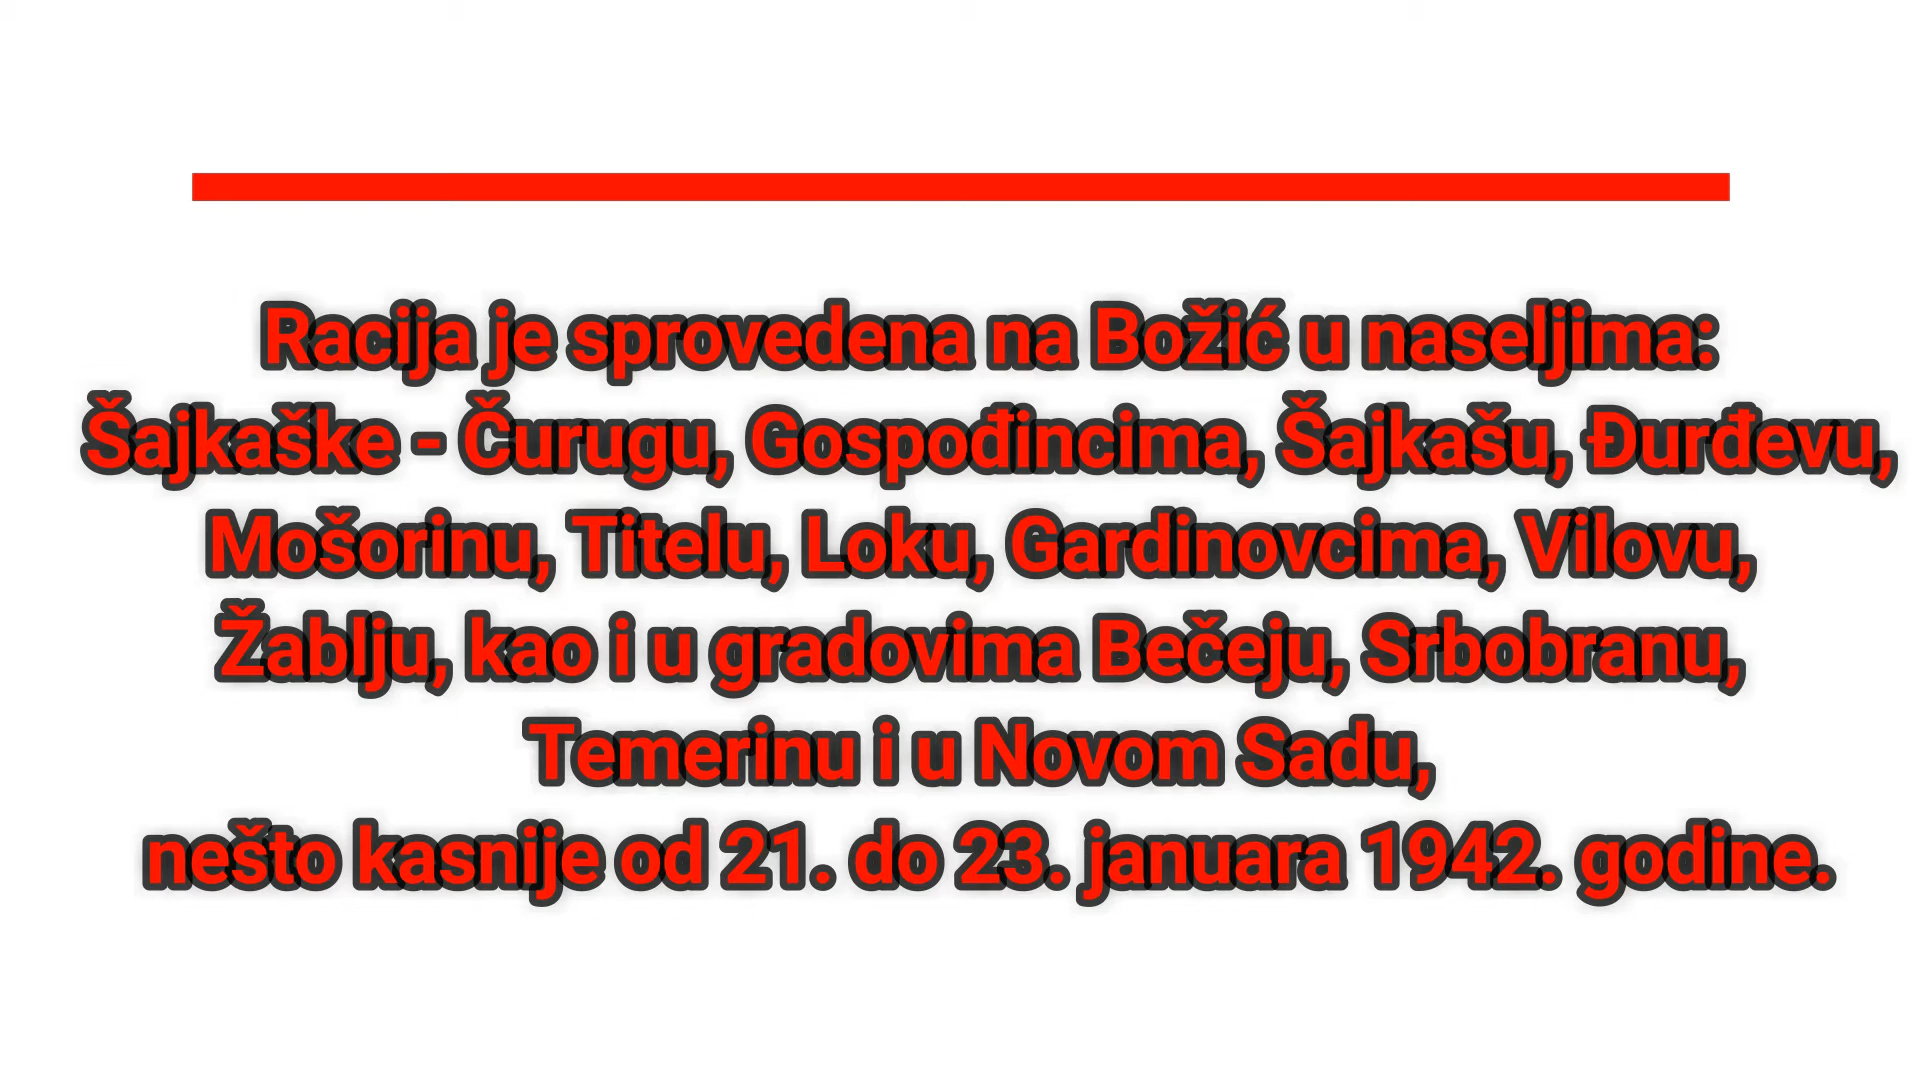 Racija je sprovedena na Božić u naseljima:
Šajkaške - Čurugu, Gospođincima, Šajkašu, Đurđevu,
Mošorinu, Titelu, Loku, Gardinovcima, Vilovu,
Žablju, kao i u gradovima Bečeju, Srbobranu,
Temerinu i u Novom Sadu,
nešto kasnije od 21. do 23. januara 1942. godine.